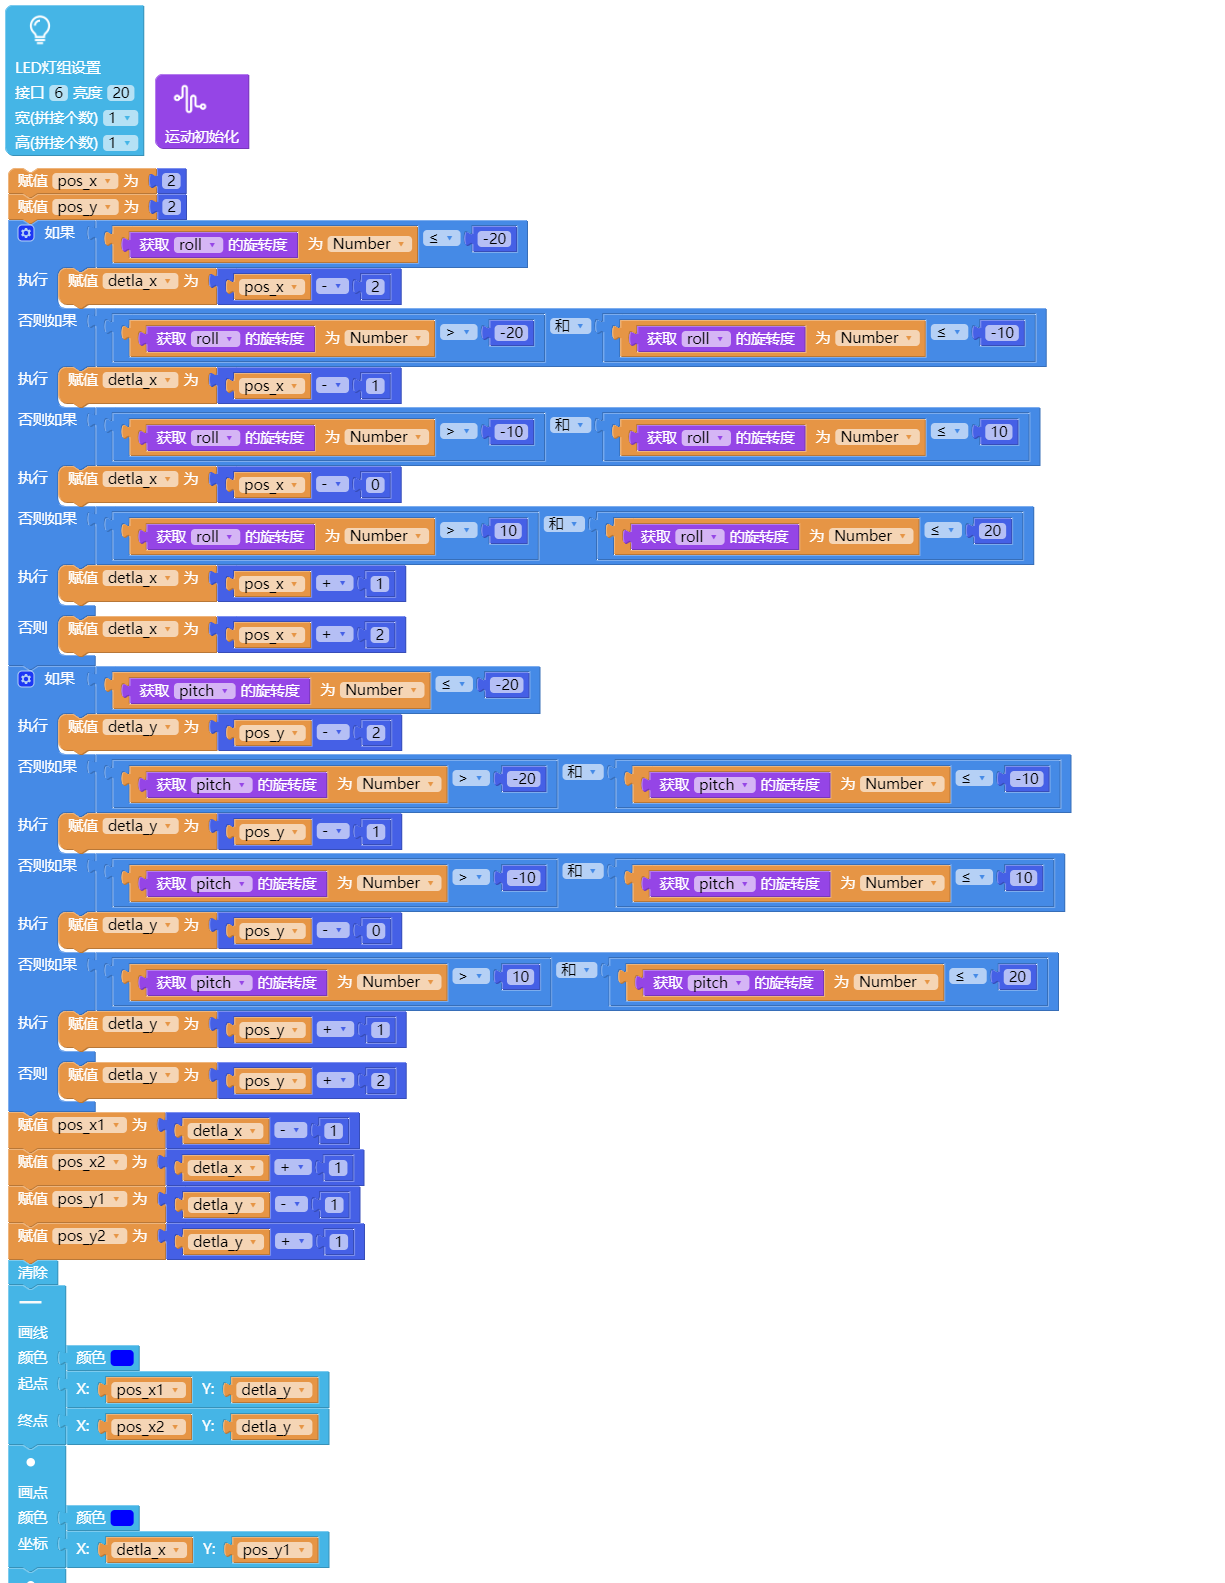 LED灯组设置
接口 6 亮度 20
宽(拼接个数) 1
高(拼接个数) 1
运动初始化
赋值 pos_x 为 2
赋值 pos_y 为 2
如果 获取 roll 的旋转度 为 Number ≤ -20
执行 赋值 detla_x 为 pos_x - 2
否则如果 获取 roll 的旋转度 为 Number > -20 和 获取 roll 的旋转度 为 Number ≤ -10
执行 赋值 detla_x 为 pos_x - 1
否则如果 获取 roll 的旋转度 为 Number > -10 和 获取 roll 的旋转度 为 Number ≤ 10
执行 赋值 detla_x 为 pos_x - 0
否则如果 获取 roll 的旋转度 为 Number > 10 和 获取 roll 的旋转度 为 Number ≤ 20
执行 赋值 detla_x 为 pos_x + 1
否则 赋值 detla_x 为 pos_x + 2
如果 获取 pitch 的旋转度 为 Number ≤ -20
执行 赋值 detla_y 为 pos_y - 2
否则如果 获取 pitch 的旋转度 为 Number > -20 和 获取 pitch 的旋转度 为 Number ≤ -10
执行 赋值 detla_y 为 pos_y - 1
否则如果 获取 pitch 的旋转度 为 Number > -10 和 获取 pitch 的旋转度 为 Number ≤ 10
执行 赋值 detla_y 为 pos_y - 0
否则如果 获取 pitch 的旋转度 为 Number > 10 和 获取 pitch 的旋转度 为 Number ≤ 20
执行 赋值 detla_y 为 pos_y + 1
否则 赋值 detla_y 为 pos_y + 2
赋值 pos_x1 为 detla_x - 1
赋值 pos_x2 为 detla_x + 1
赋值 pos_y1 为 detla_y - 1
赋值 pos_y2 为 detla_y + 1
清除
画线
颜色 颜色
起点 X: pos_x1 Y: detla_y
终点 X: pos_x2 Y: detla_y
画点
颜色 颜色
坐标 X: detla_x Y: pos_y1